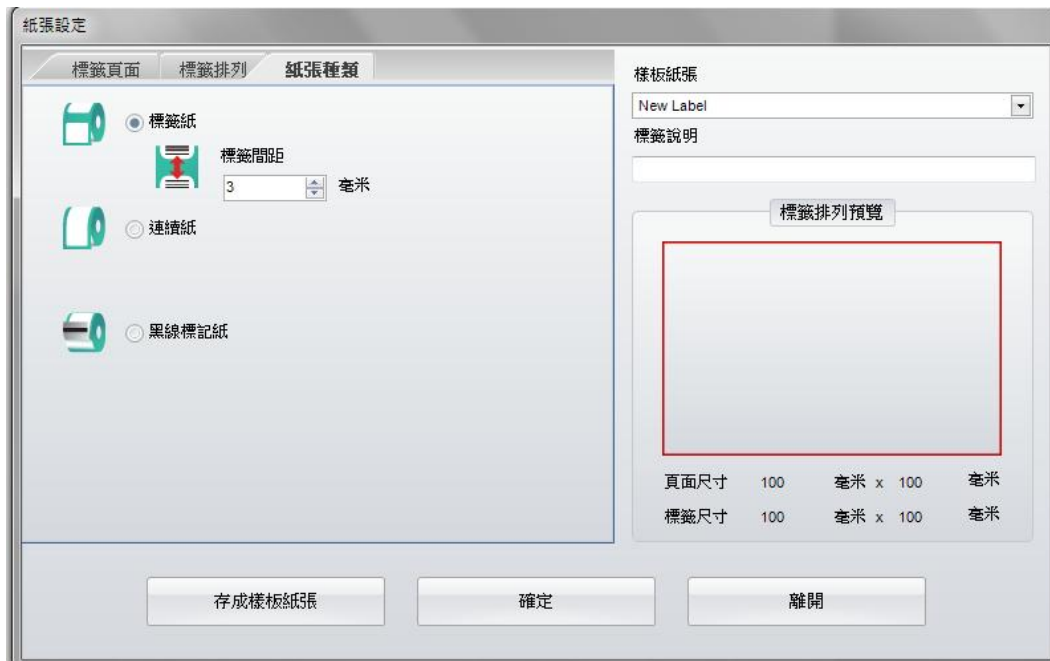 紙張設定
標籤頁面 標籤排列 紙張種類
標籤紙
標籤間距
3 毫米
連續紙
黑線標記紙
樣板紙張
New Label
標籤說明
標籤排列預覽
頁面尺寸 100 毫米 x 100 毫米
標籤尺寸 100 毫米 x 100 毫米
存成樣板紙張 確定 離開